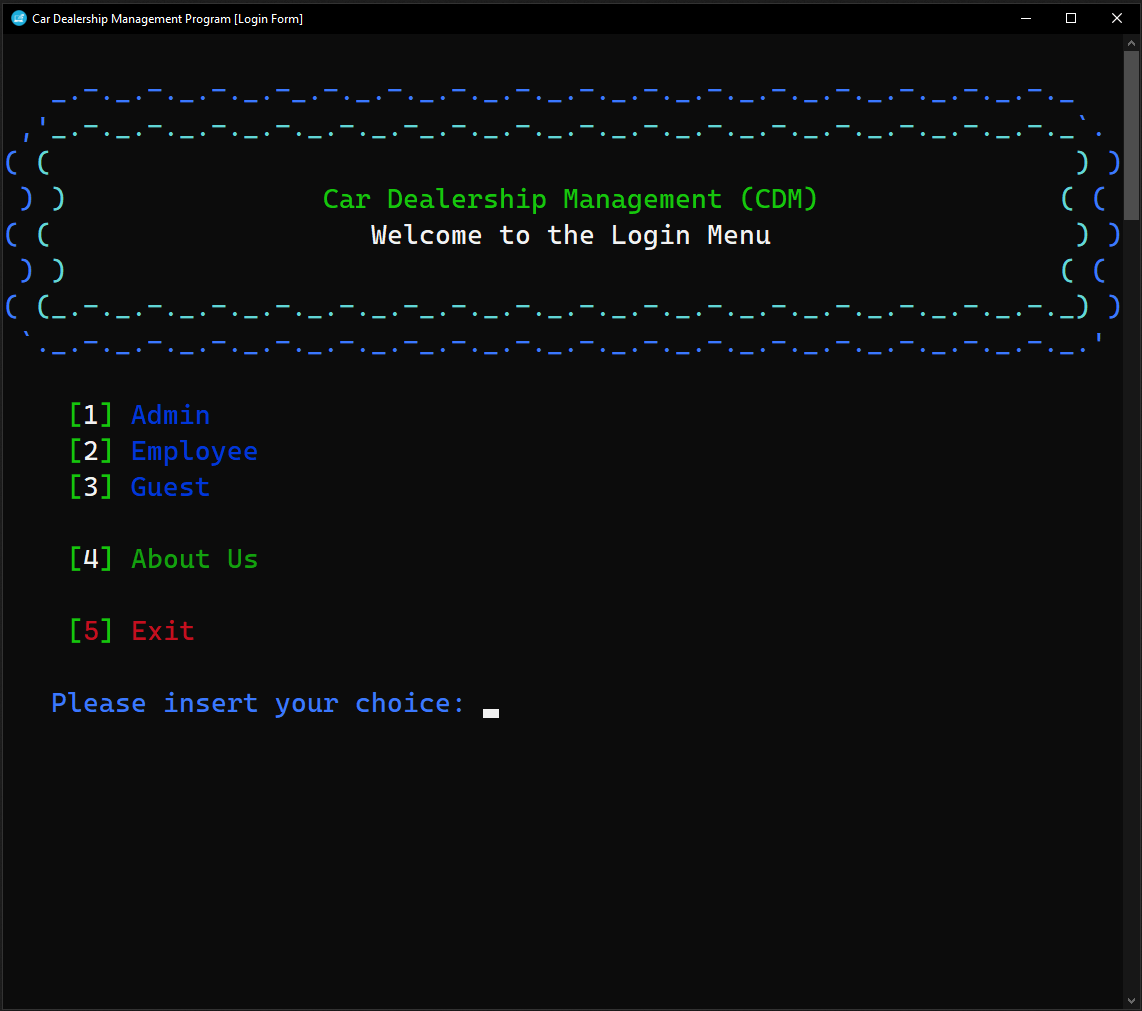 Car Dealership Management Program [Login Form]
Car Dealership Management (CDM)
Welcome to the Login Menu
[1] Admin
[2] Employee
[3] Guest
[4] About Us
[5] Exit
Please insert your choice: